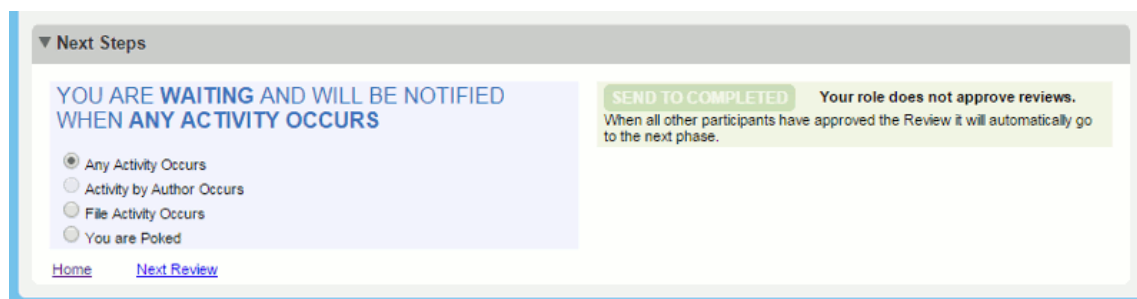 Next Steps
YOU ARE WAITING AND WILL BE NOTIFIED
WHEN ANY ACTIVITY OCCURS
Any Activity Occurs
Activity by Author Occurs
File Activity Occurs
You are Poked
Home Next Review
SEND TO COMPLETED Your role does not approve reviews.
When all other participants have approved the Review it will automatically go
to the next phase.